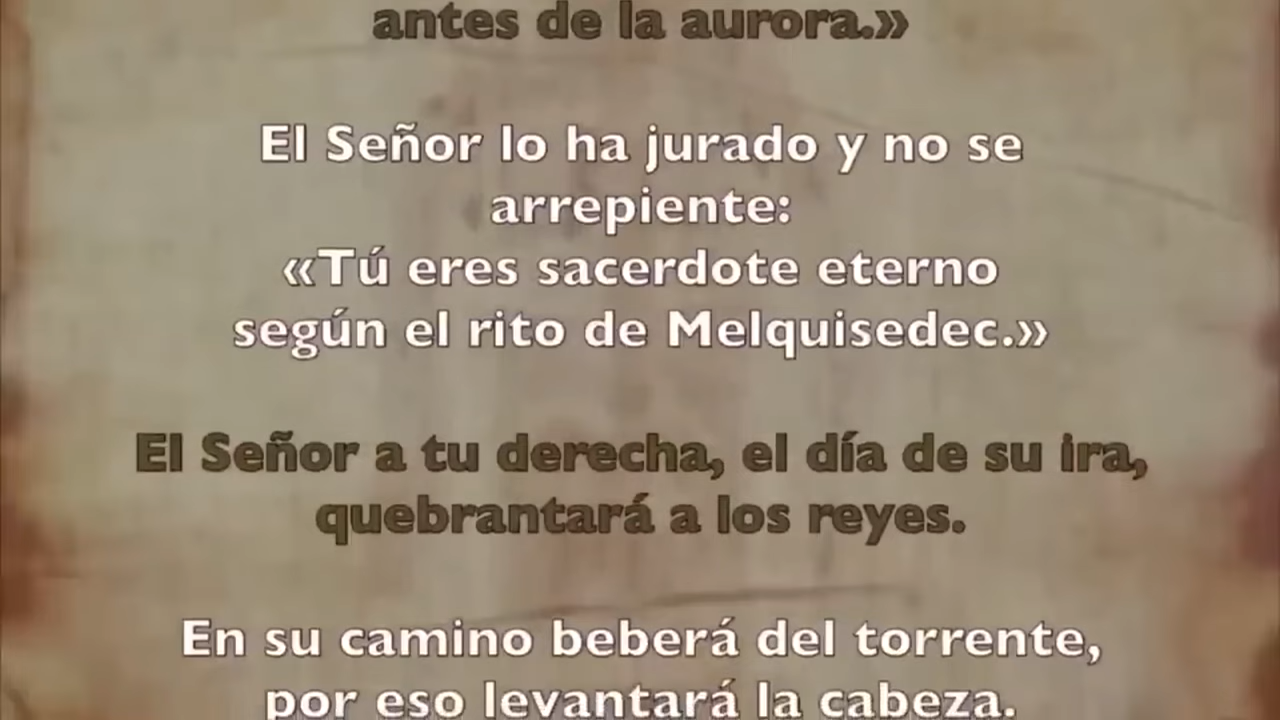 antes de la aurora.»
El Señor lo ha jurado y no se
arrepiente:
«Tú eres sacerdote eterno
según el rito de Melquisedec.»
El Señor a tu derecha, el día de su ira,
quebrantará a los reyes.
En su camino beberá del torrente,
por eso levantará la cabeza.